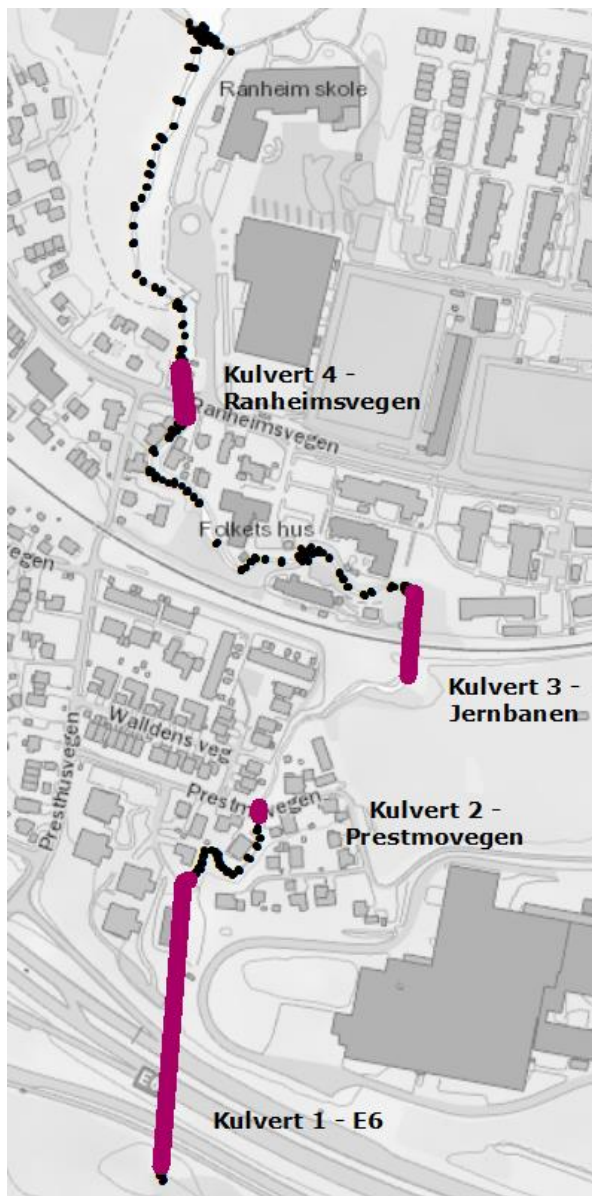 Ranheim skole
Kulvert 4 -
Ranheimsvegen
Ranheimsvegen
Folkets hus
vegen
Kulvert 3 -
Jernbanen
Walldens veg
Presthusvegen
Prestmovegen
Kulvert 2 -
Prestmovegen
E6
Kulvert 1 - E6